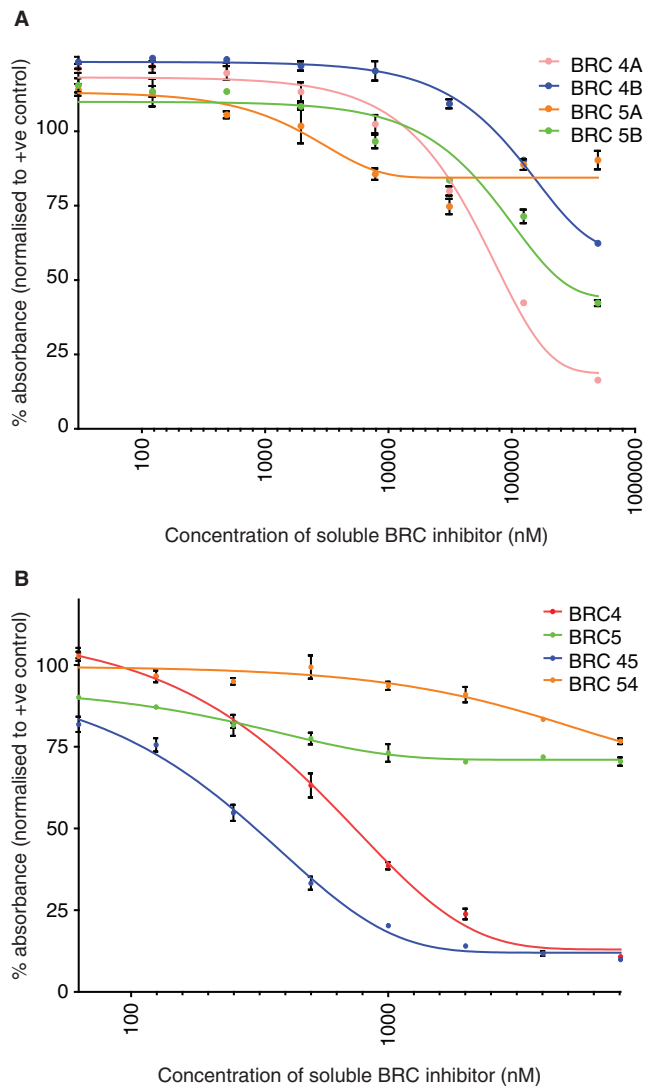 A
BRC 4A
BRC 4B
BRC 5A
BRC 5B
% absorbance (normalised to +ve control)
100
75
50
25
0
100
1000
10000
100000
1000000
Concentration of soluble BRC inhibitor (nM)
B
BRC4
BRC5
BRC 45
BRC 54
% absorbance (normalised to +ve control)
100
75
50
25
0
100
1000
Concentration of soluble BRC inhibitor (nM)